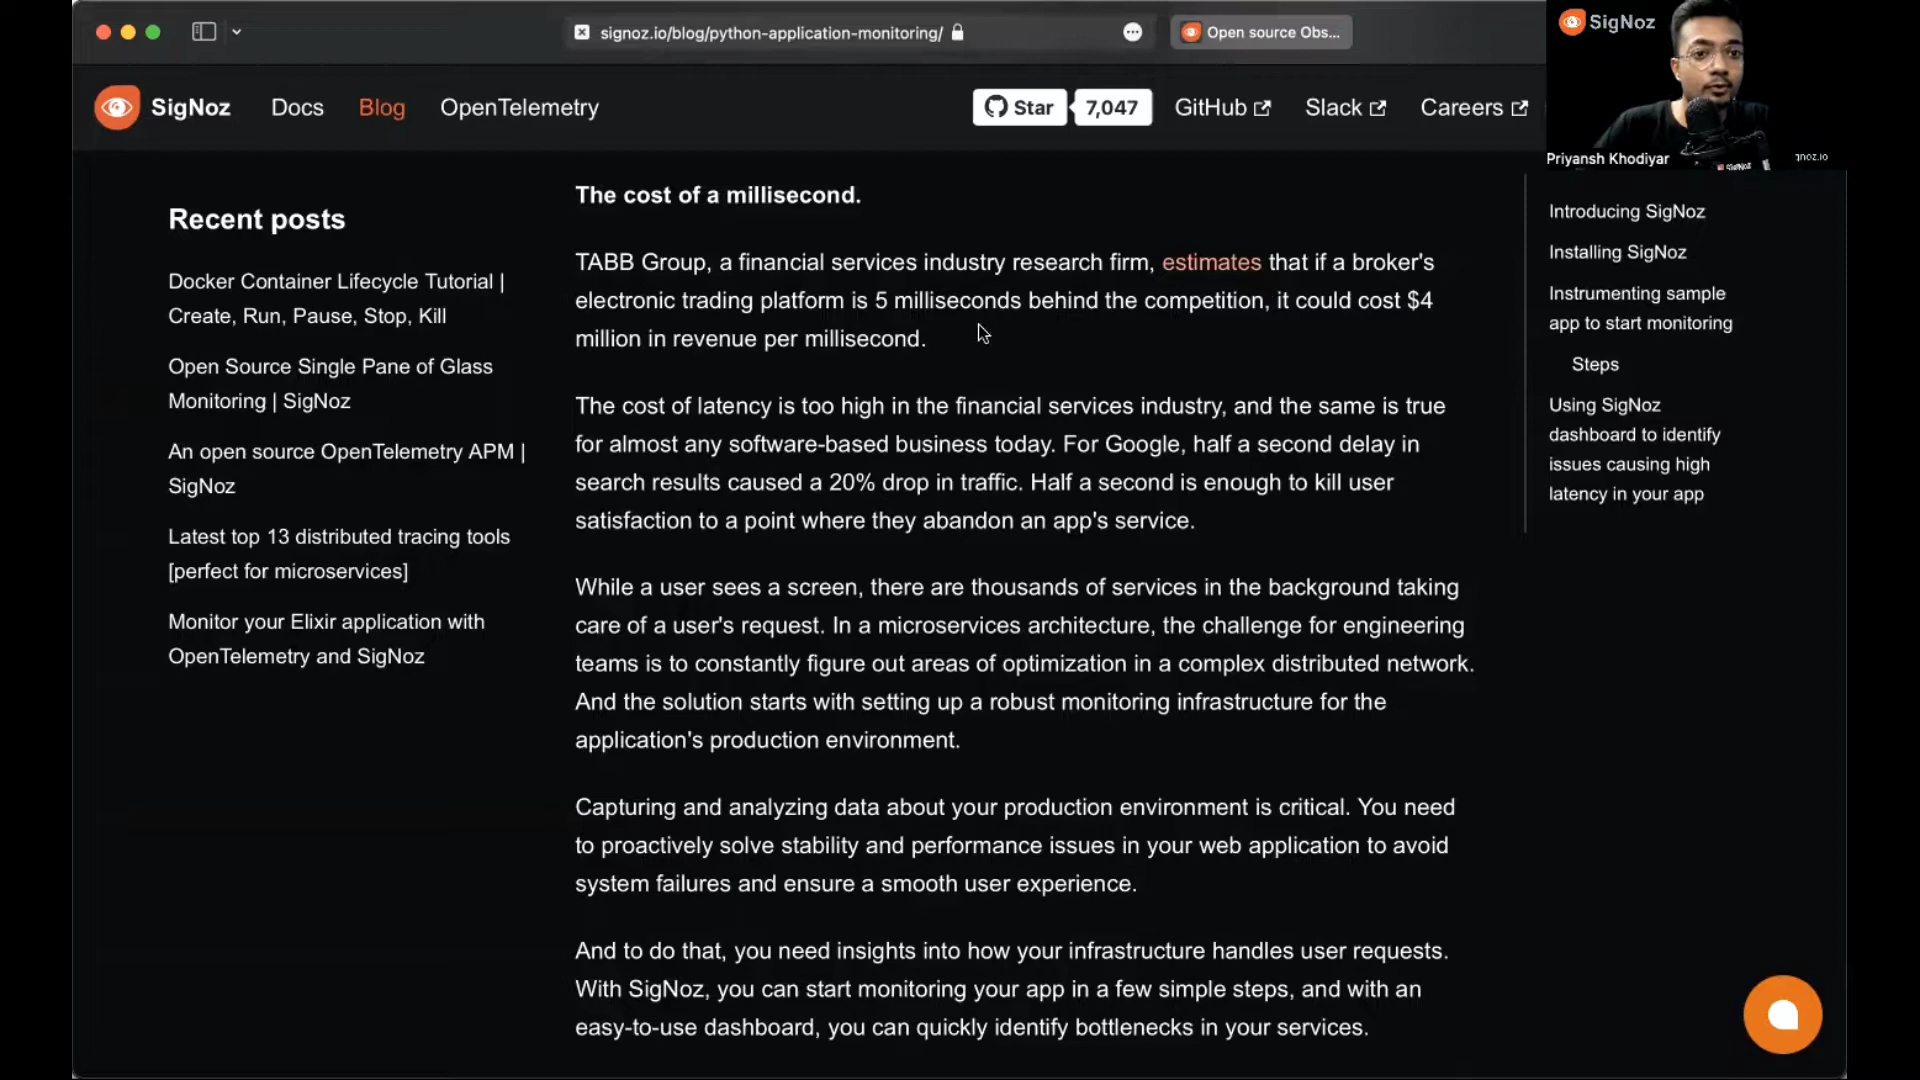 signoz.io/blog/python-application-monitoring/
Open source Obs...
SigNoz
SigNoz
Docs
Blog
OpenTelemetry
Star
7,047
GitHub
Slack
Careers
Priyansh Khodiyar
SigNoz
Recent posts
Docker Container Lifecycle Tutorial |
Create, Run, Pause, Stop, Kill
Open Source Single Pane of Glass
Monitoring | SigNoz
An open source OpenTelemetry APM |
SigNoz
Latest top 13 distributed tracing tools
[perfect for microservices]
Monitor your Elixir application with
OpenTelemetry and SigNoz
The cost of a millisecond.
TABB Group, a financial services industry research firm, estimates that if a broker's
electronic trading platform is 5 milliseconds behind the competition, it could cost $4
million in revenue per millisecond.
The cost of latency is too high in the financial services industry, and the same is true
for almost any software-based business today. For Google, half a second delay in
search results caused a 20% drop in traffic. Half a second is enough to kill user
satisfaction to a point where they abandon an app's service.
While a user sees a screen, there are thousands of services in the background taking
care of a user's request. In a microservices architecture, the challenge for engineering
teams is to constantly figure out areas of optimization in a complex distributed network.
And the solution starts with setting up a robust monitoring infrastructure for the
application's production environment.
Capturing and analyzing data about your production environment is critical. You need
to proactively solve stability and performance issues in your web application to avoid
system failures and ensure a smooth user experience.
And to do that, you need insights into how your infrastructure handles user requests.
With SigNoz, you can start monitoring your app in a few simple steps, and with an
easy-to-use dashboard, you can quickly identify bottlenecks in your services.
Introducing SigNoz
Installing SigNoz
Instrumenting sample
app to start monitoring
Steps
Using SigNoz
dashboard to identify
issues causing high
latency in your app